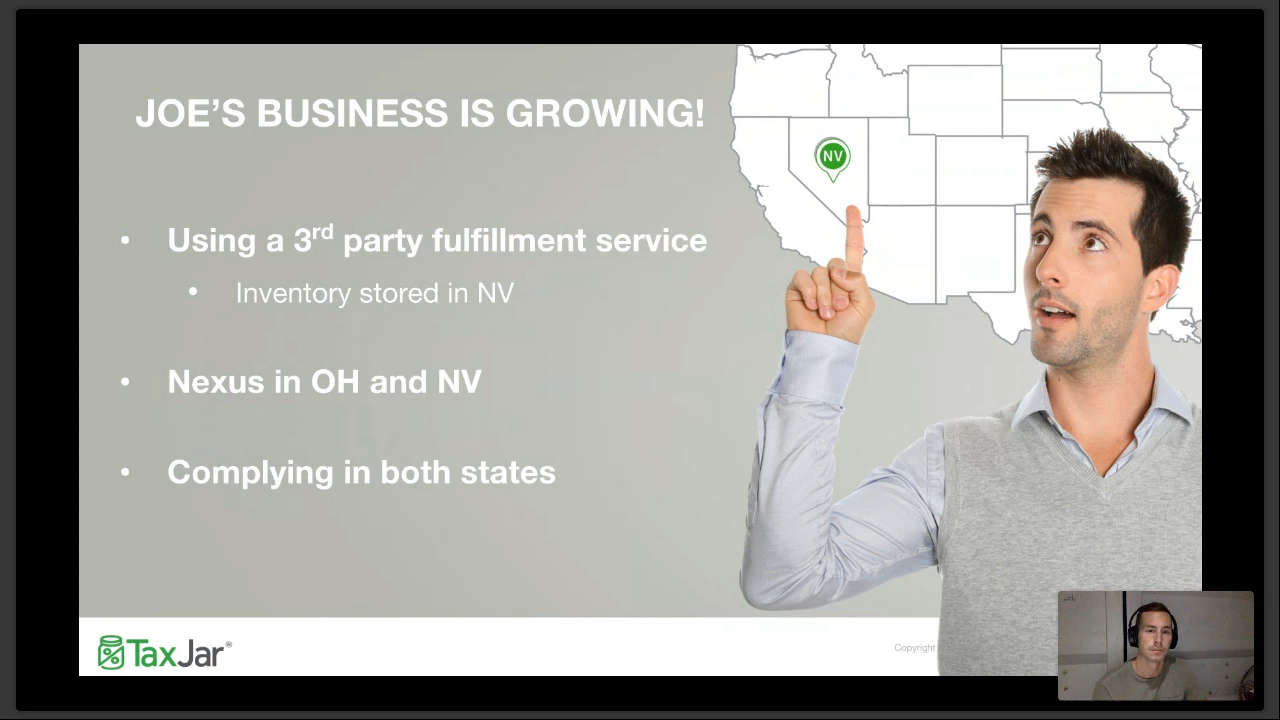 JOE'S BUSINESS IS GROWING!
NV
• Using a 3rd party fulfillment service
• Inventory stored in NV
• Nexus in OH and NV
• Complying in both states
TaxJar®
Copyright